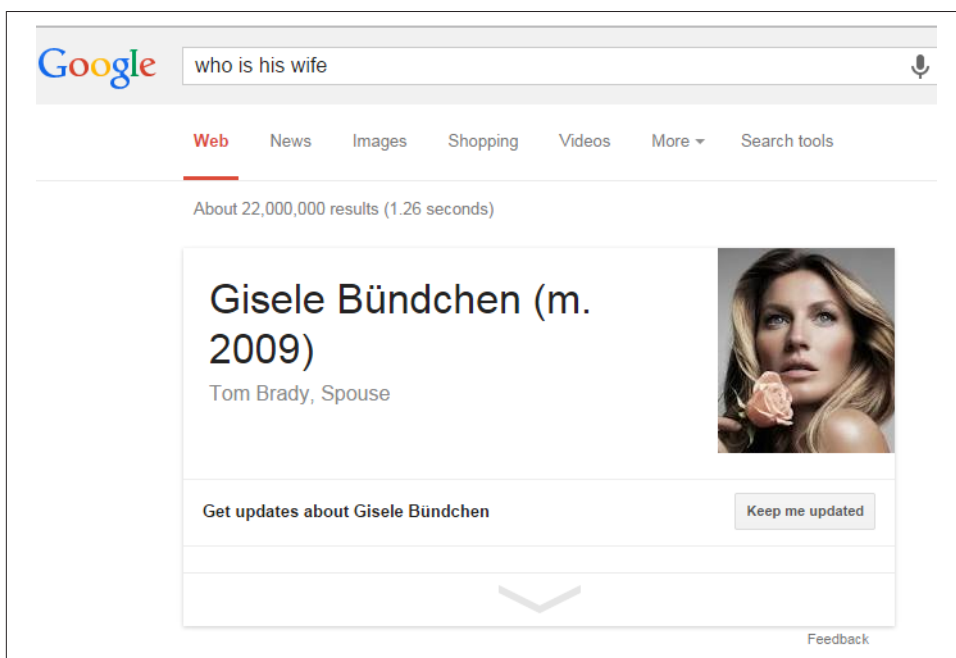 Google
who is his wife
Web News Images Shopping Videos More Search tools
About 22,000,000 results (1.26 seconds)
Gisele Bündchen (m.
2009)
Tom Brady, Spouse
Get updates about Gisele Bündchen Keep me updated
Feedback